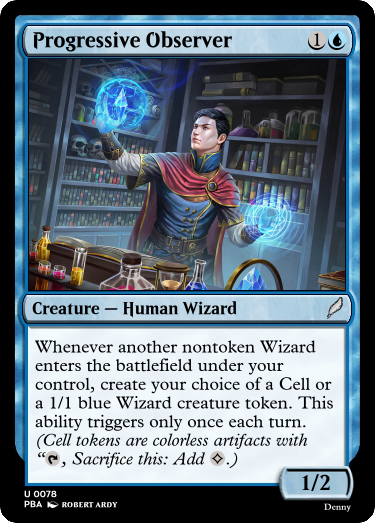 Progressive Observer 1
Creature — Human Wizard
Whenever another nontoken Wizard
enters the battlefield under your
control, create your choice of a Cell or
a 1/1 blue Wizard creature token. This
ability triggers only once each turn.
(Cell tokens are colorless artifacts with
“, Sacrifice this: Add .)
1/2
U 0078
PBA ROBERT ARDY
Denny